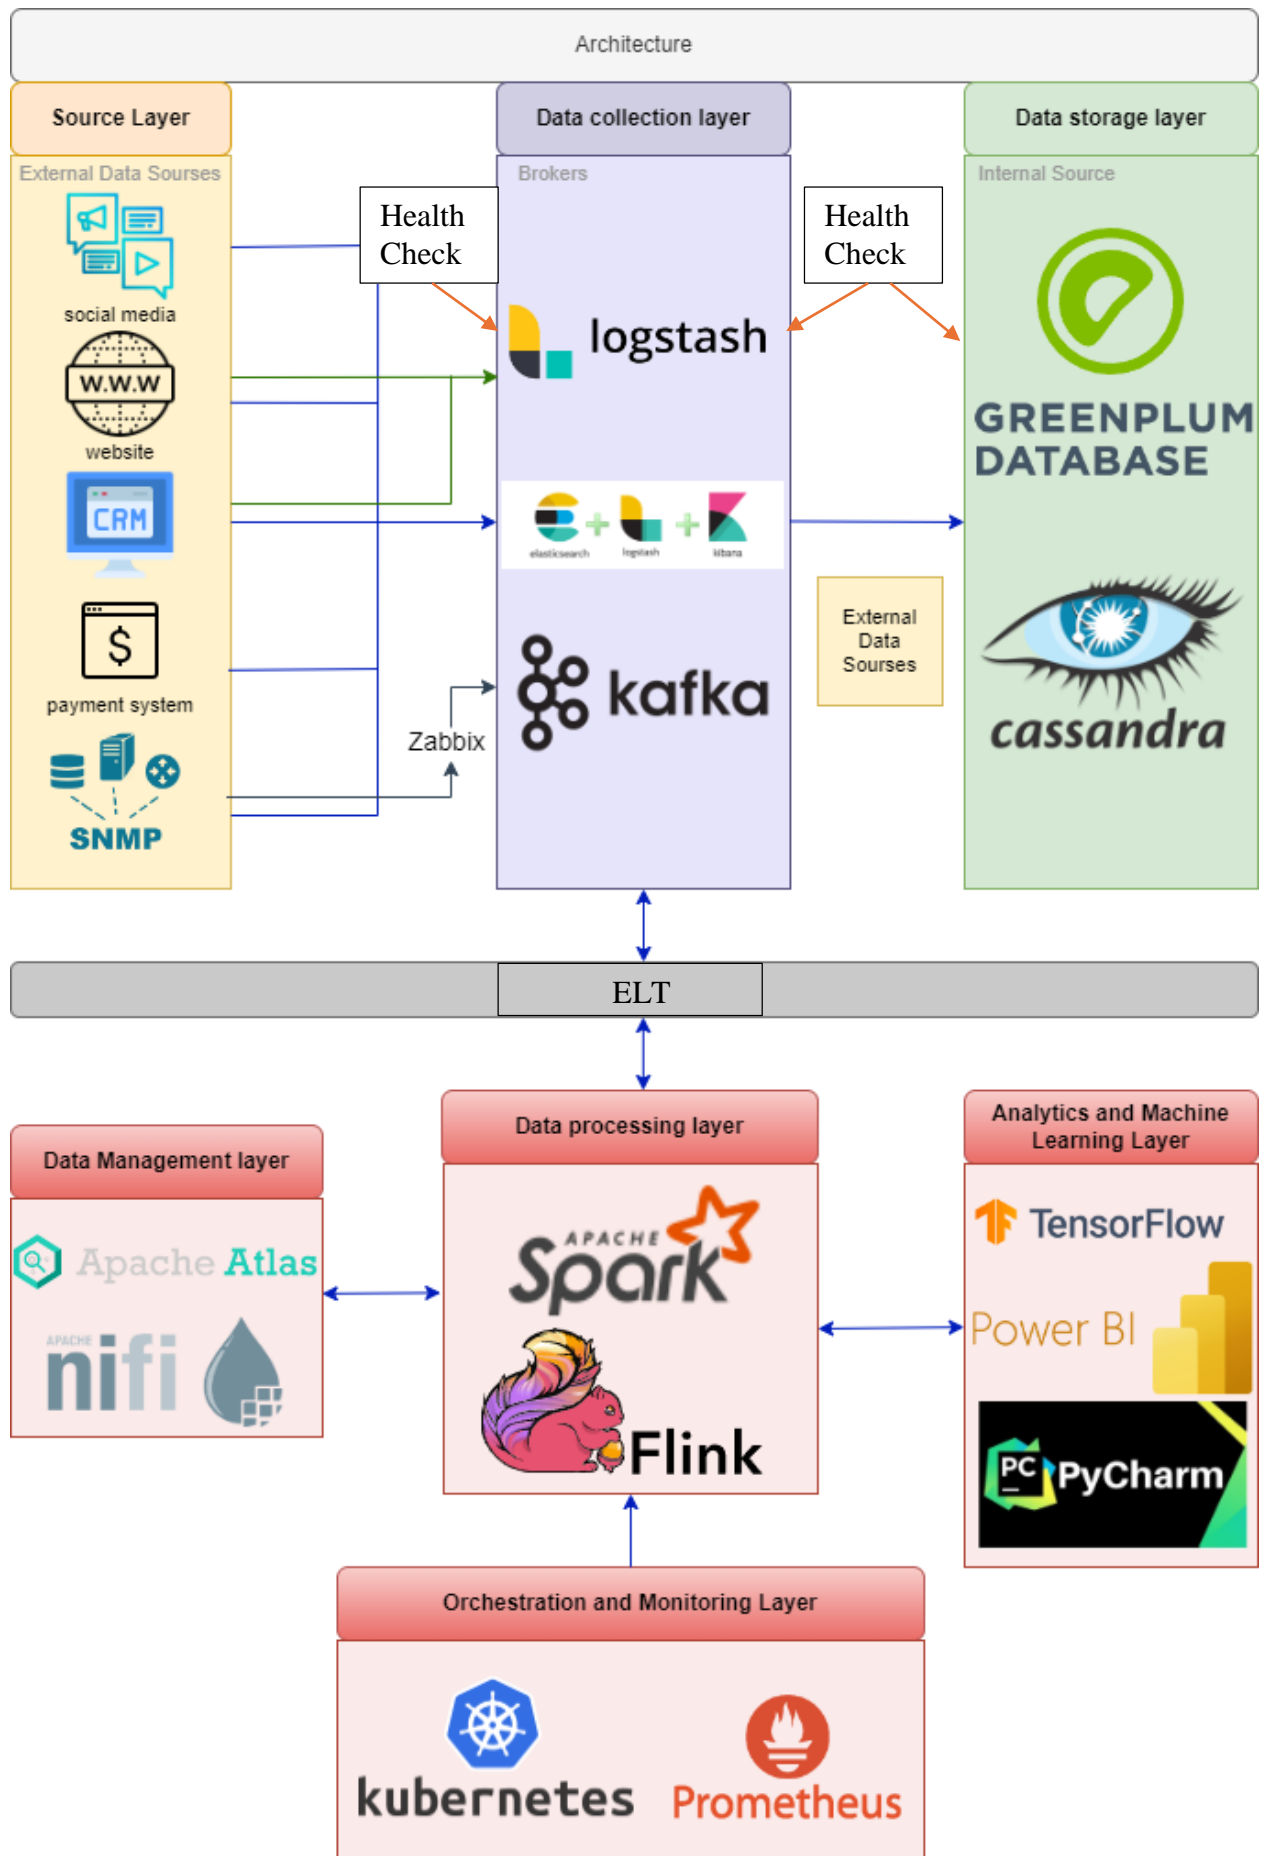 Architecture
Source Layer
External Data Sourses
social media
W.W.W
website
CRM
$
payment system
SNMP
Zabbix
Health
Check
Data collection layer
Brokers
logstash
elasticsearch
logstash
kibana
kafka
Health
Check
External
Data
Sourses
Data storage layer
Internal Source
GREENPLUM
DATABASE
cassandra
ELT
Data Management layer
Apache Atlas
APACHE
nifi
Data processing layer
APACHE
Spark
Flink
Analytics and Machine
Learning Layer
TensorFlow
Power BI
PC
PyCharm
Orchestration and Monitoring Layer
kubernetes
Prometheus